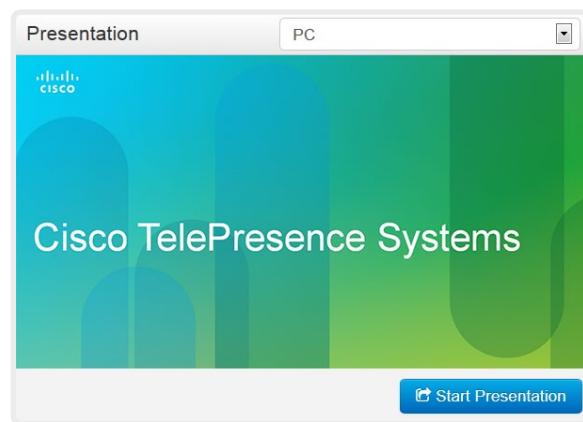 Presentation
PC
CISCO
Cisco TelePresence Systems
Start Presentation